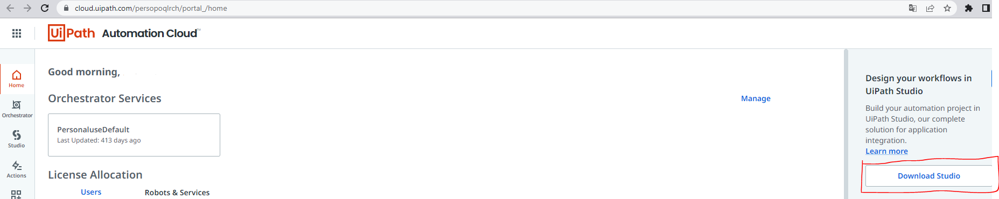 cloud.uipath.com/persopoqlrch/portal_/home
UiPath Automation Cloud™
Good morning,
Home
Orchestrator
Studio
Actions
Orchestrator Services
Manage
PersonaluseDefault
Last Updated: 413 days ago
License Allocation
Users Robots & Services
Design your workflows in
UiPath Studio
Build your automation project in
UiPath Studio, our complete
solution for application
integration.
Learn more
Download Studio